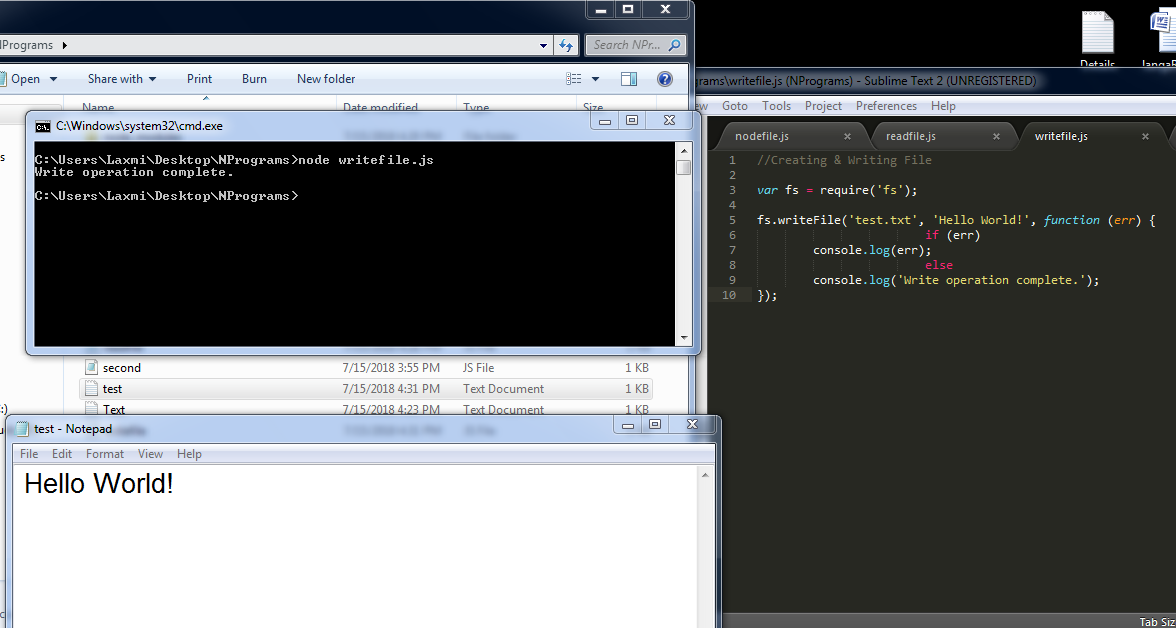 NPrograms
Search NPr...
Open
Share with
Print
Burn
New folder
Name
Date modified
Type
Size
C:\Windows\system32\cmd.exe
C:\Users\Laxmi\Desktop\NPrograms>node writefile.js
Write operation complete.
C:\Users\Laxmi\Desktop\NPrograms>
second 7/15/2018 3:55 PM JS File 1 KB
test 7/15/2018 4:31 PM Text Document 1 KB
Text 7/15/2018 4:23 PM Text Document 1 KB
test - Notepad
File Edit Format View Help
Hello World!
Details
rams\writefile.js (NPrograms) - Sublime Text 2 (UNREGISTERED)
ew Goto Tools Project Preferences Help
nodefile.js × readfile.js × writefile.js ×
1 //Creating & Writing File
2
3 var fs = require('fs');
4
5 fs.writeFile('test.txt', 'Hello World!', function (err) {
6 if (err)
7 console.log(err);
8 else
9 console.log('Write operation complete.');
10 });
Tab Siz